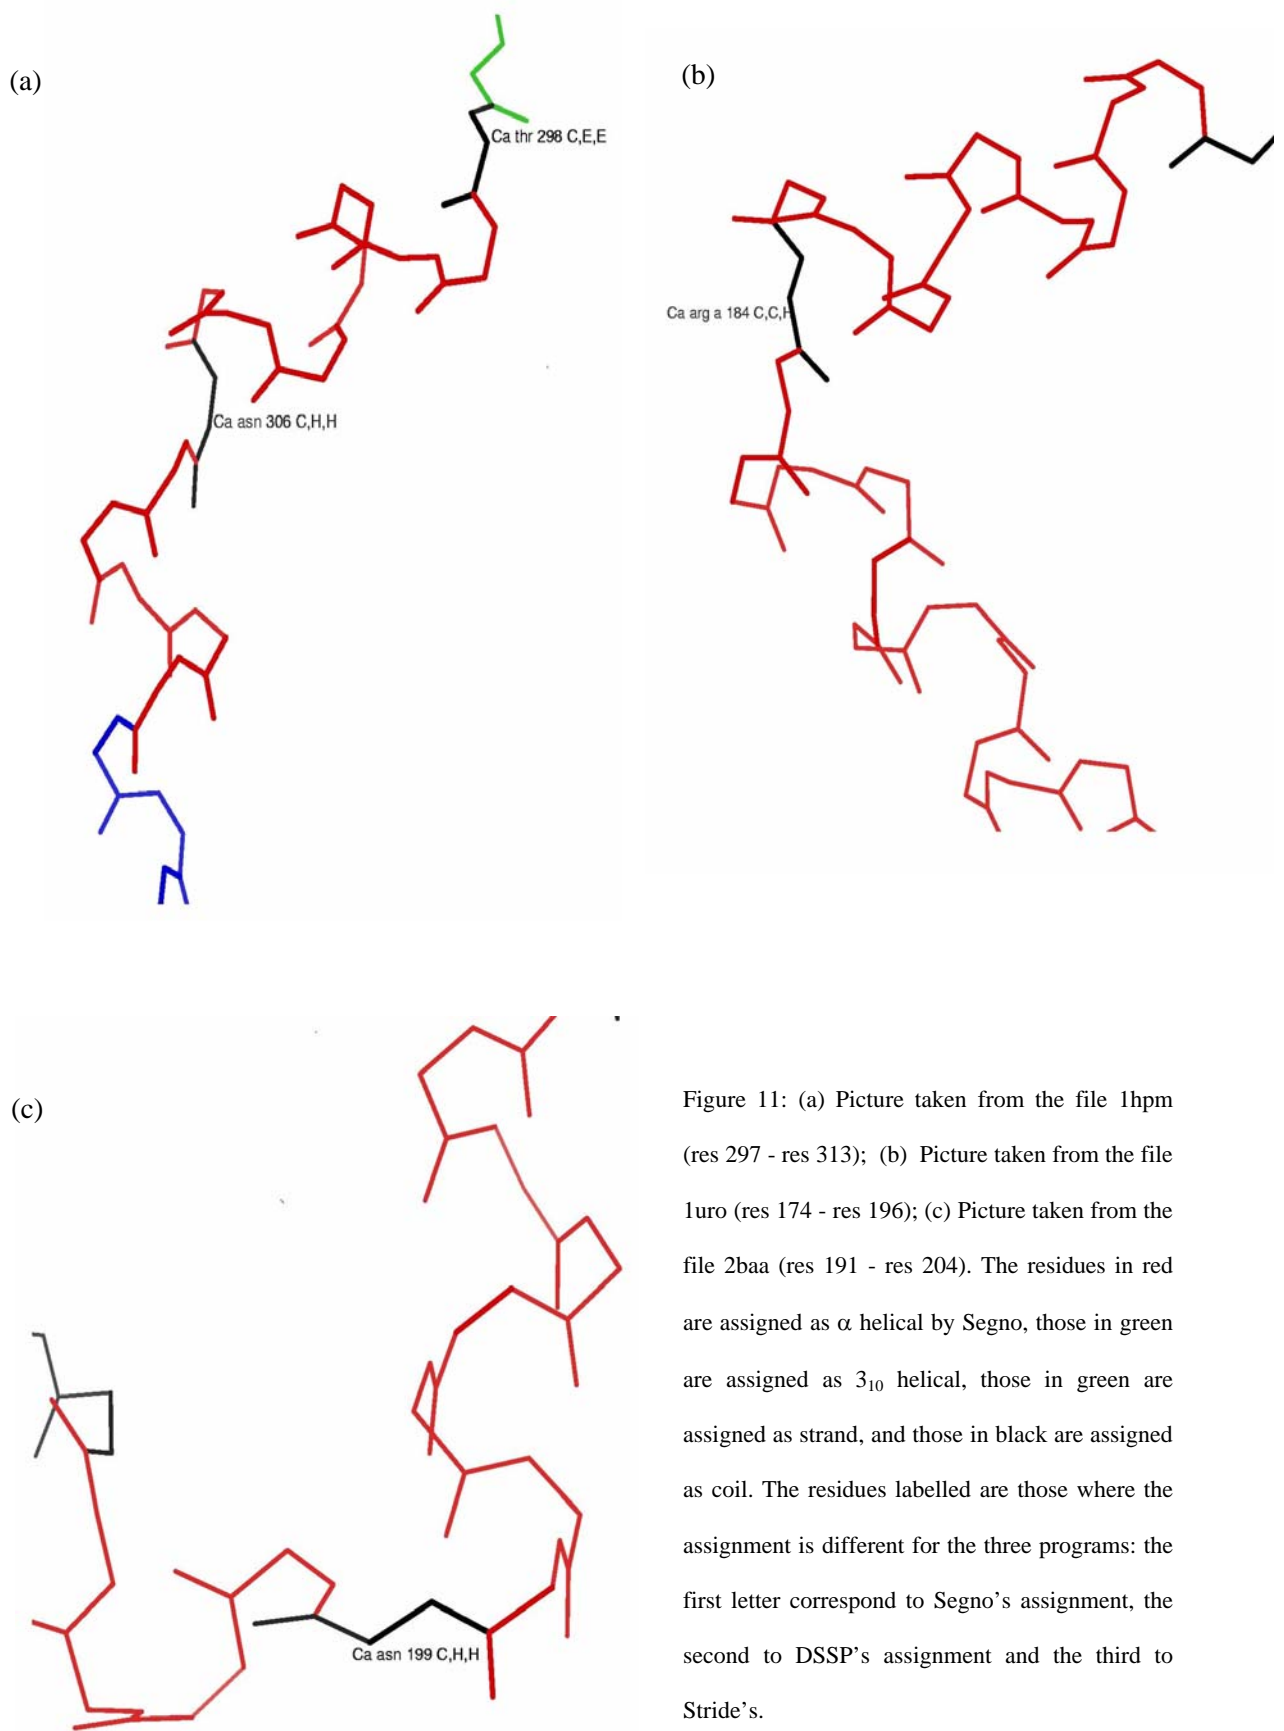 (a)
Ca thr 298 C,E,E
Ca asn 306 C,H,H
(b)
Ca arg a 184 C,C,H
(c)
Ca asn 199 C,H,H
Figure 11: (a) Picture taken from the file 1hpm
(res 297 - res 313); (b) Picture taken from the file
1uro (res 174 - res 196); (c) Picture taken from the
file 2baa (res 191 - res 204). The residues in red
are assigned as α helical by Segno, those in green
are assigned as 3₁₀ helical, those in green are
assigned as strand, and those in black are assigned
as coil. The residues labelled are those where the
assignment is different for the three programs: the
first letter correspond to Segno’s assignment, the
second to DSSP’s assignment and the third to
Stride’s.